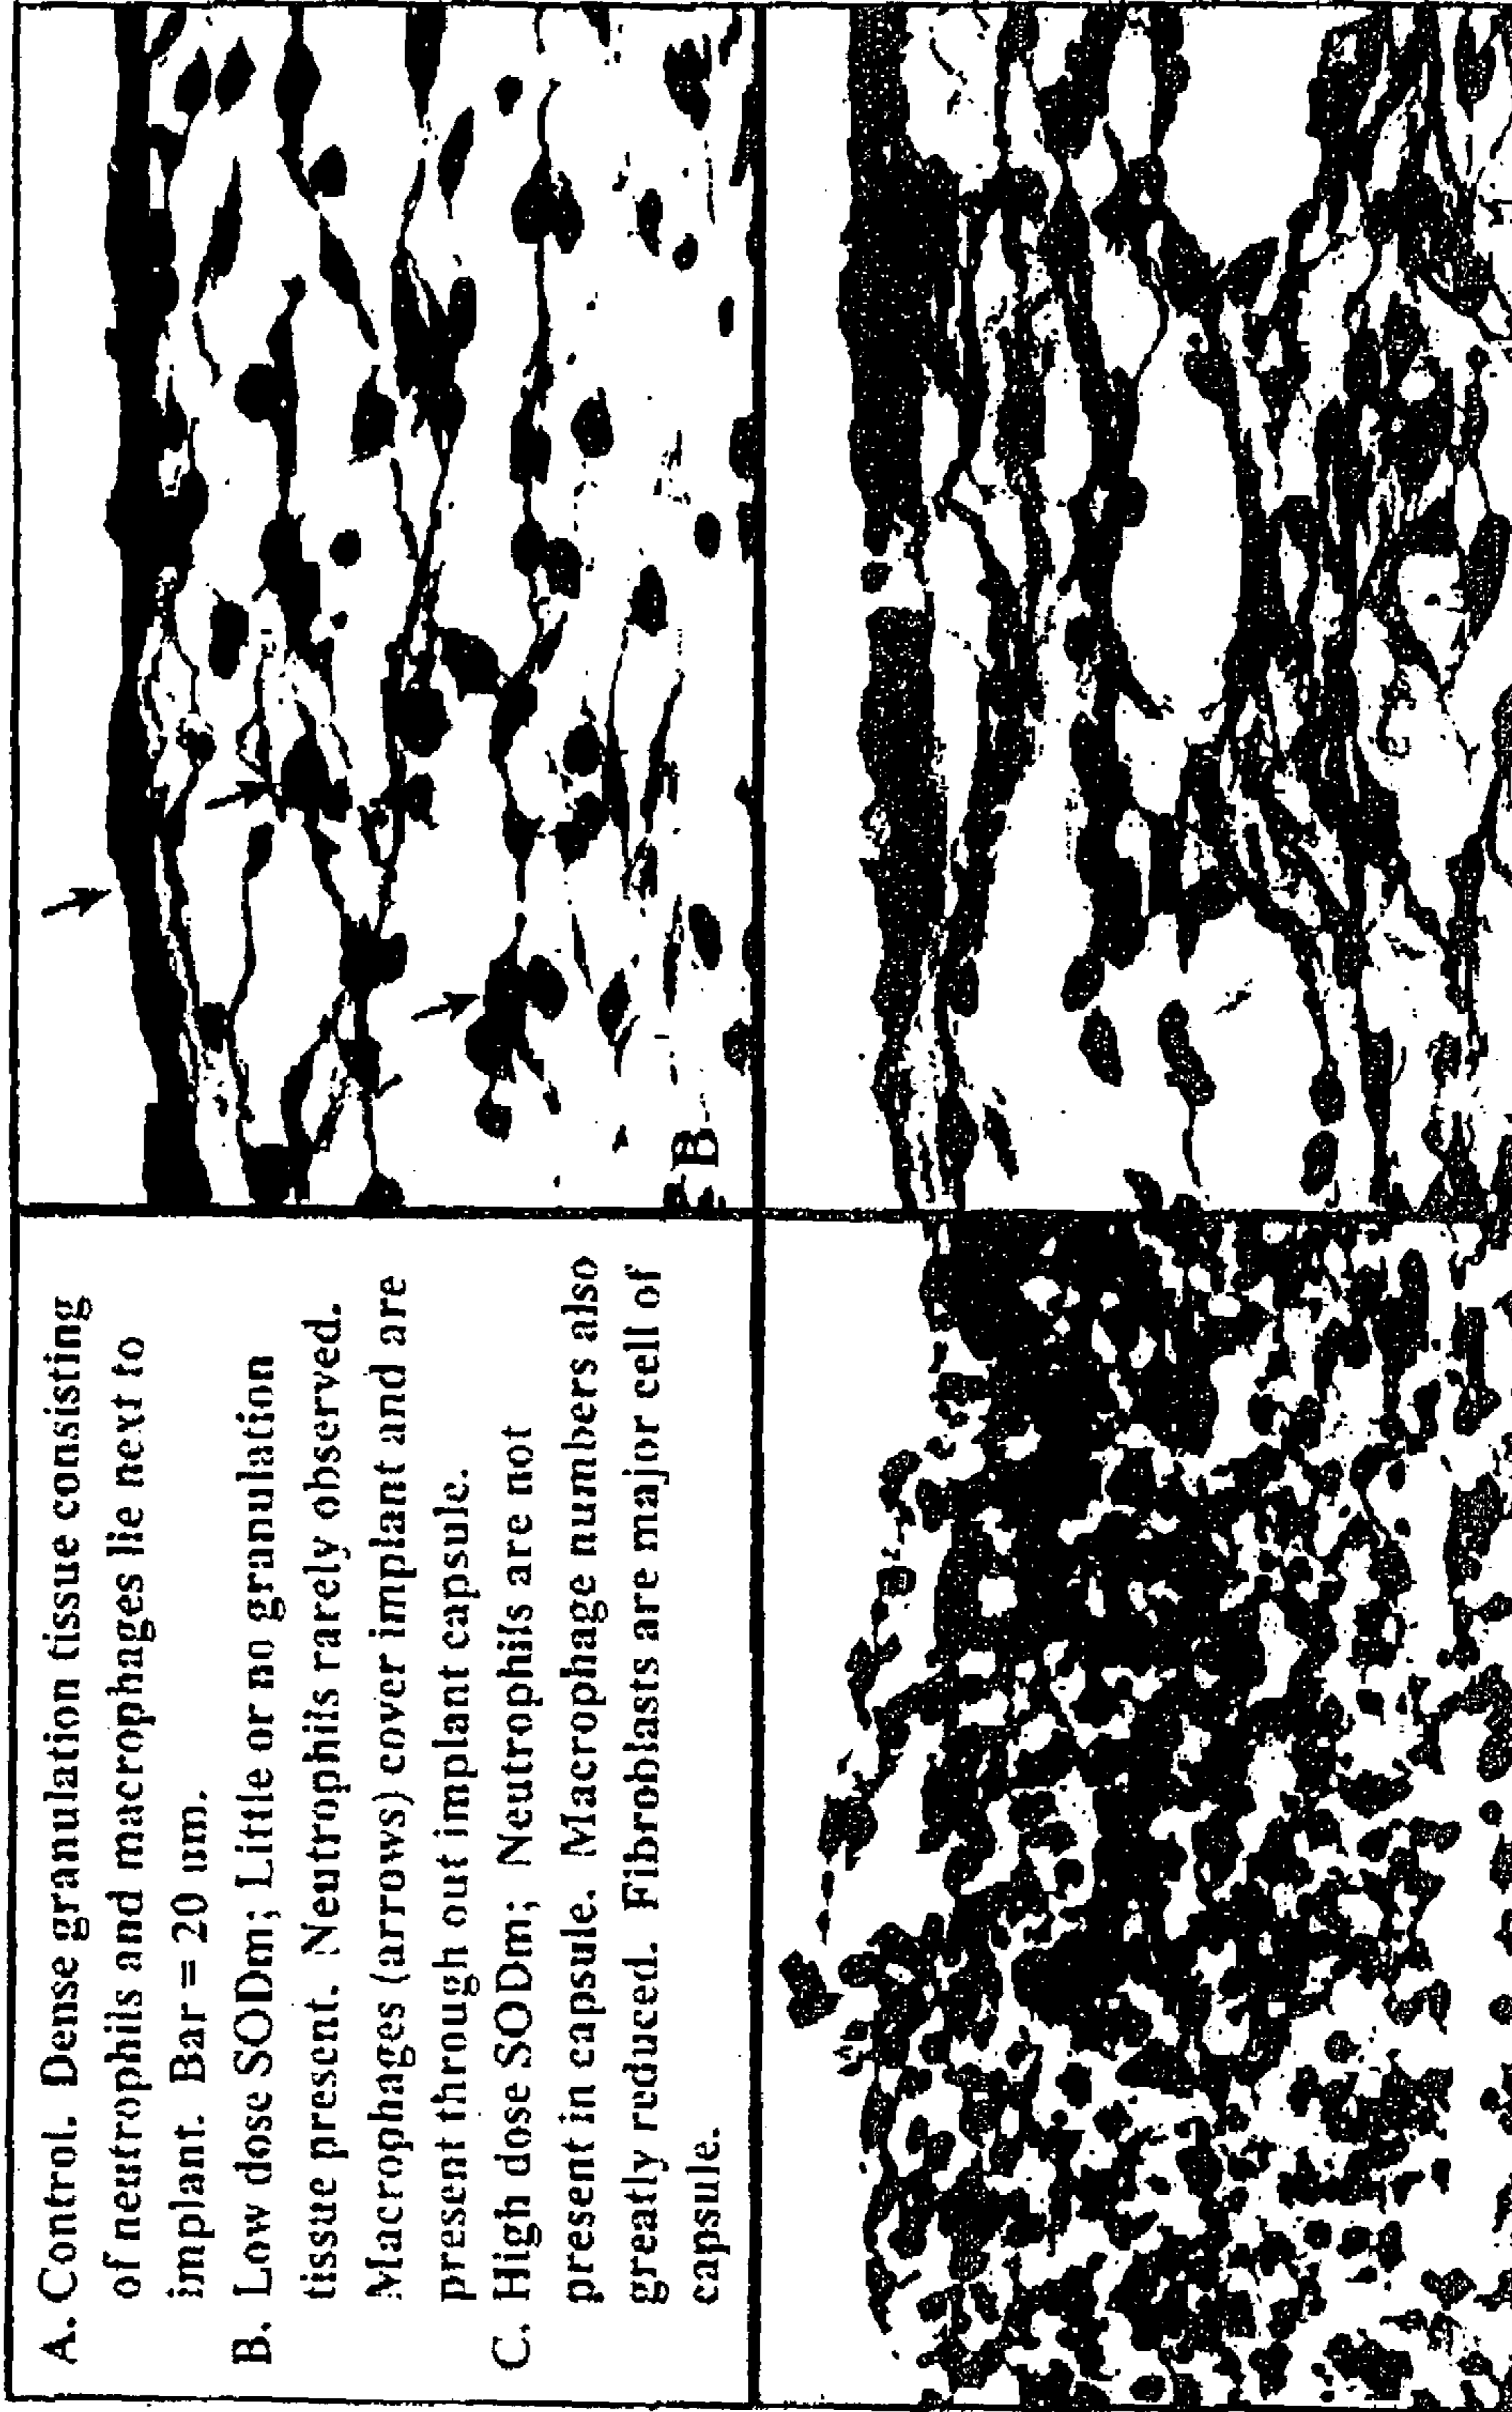 A. Control. Dense granulation tissue consisting
of neutrophils and macrophages lie next to
implant. Bar = 20 um.
B. Low dose SODm; Little or no granulation
tissue present. Neutrophils rarely observed.
Macrophages (arrows) cover implant and are
present through out implant capsule.
C. High dose SODm; Neutrophils are not
present in capsule. Macrophage numbers also
greatly reduced. Fibroblasts are major cell of
capsule.
B